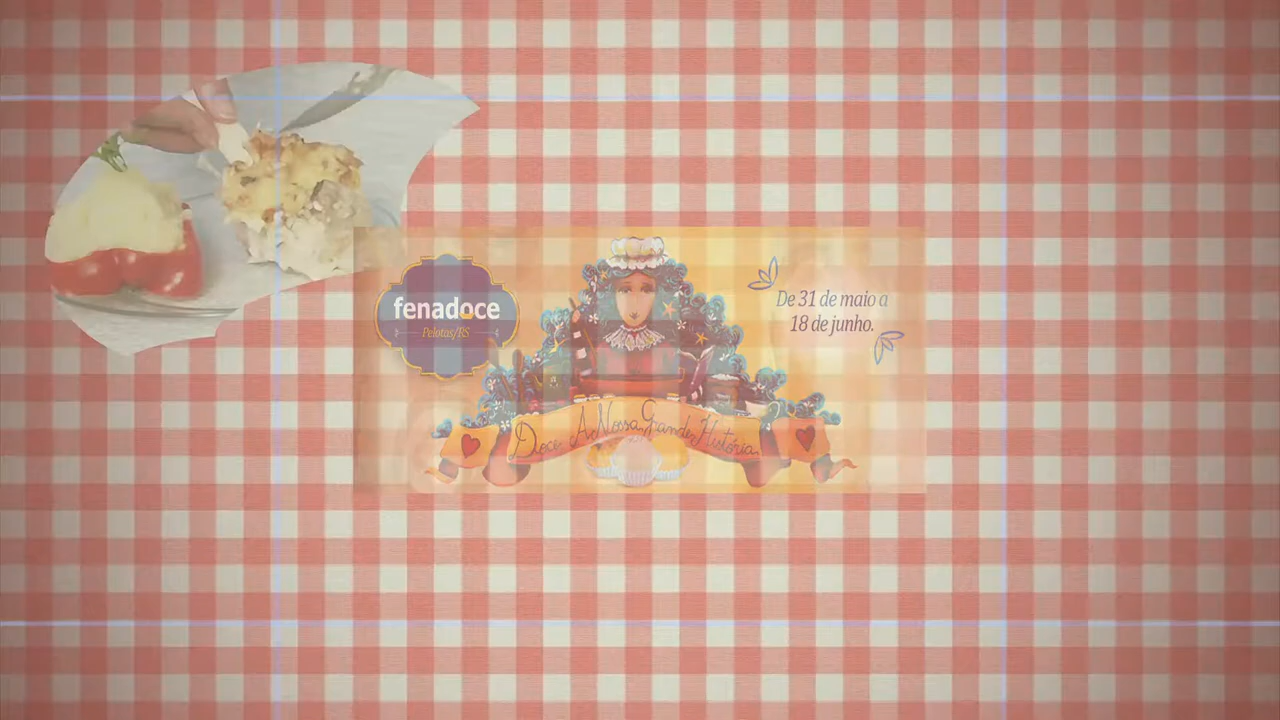 fenadoce
Pelotas/RS
De 31 de maio a
18 de junho.
Doce A Nossa Grande História